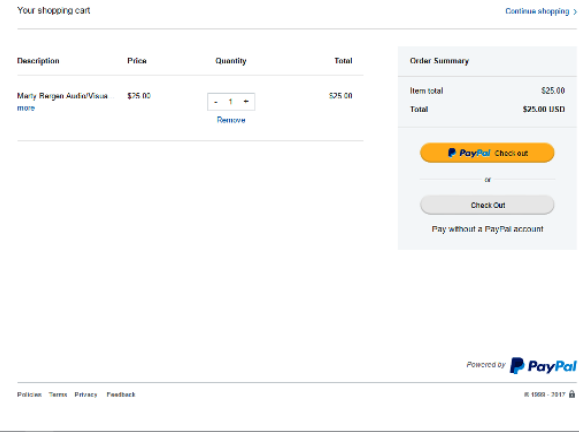 Your shopping cart
Continue shopping >
Description Price Quantity Total
Marty Bergen Audio/Visua... $25.00 - 1 + $25.00
more
Remove
Order Summary
Item total $25.00
Total $25.00 USD
PayPal Check out
or
Check Out
Pay without a PayPal account
Powered by PayPal
Policies Terms Privacy Feedback
© 1999 - 2017